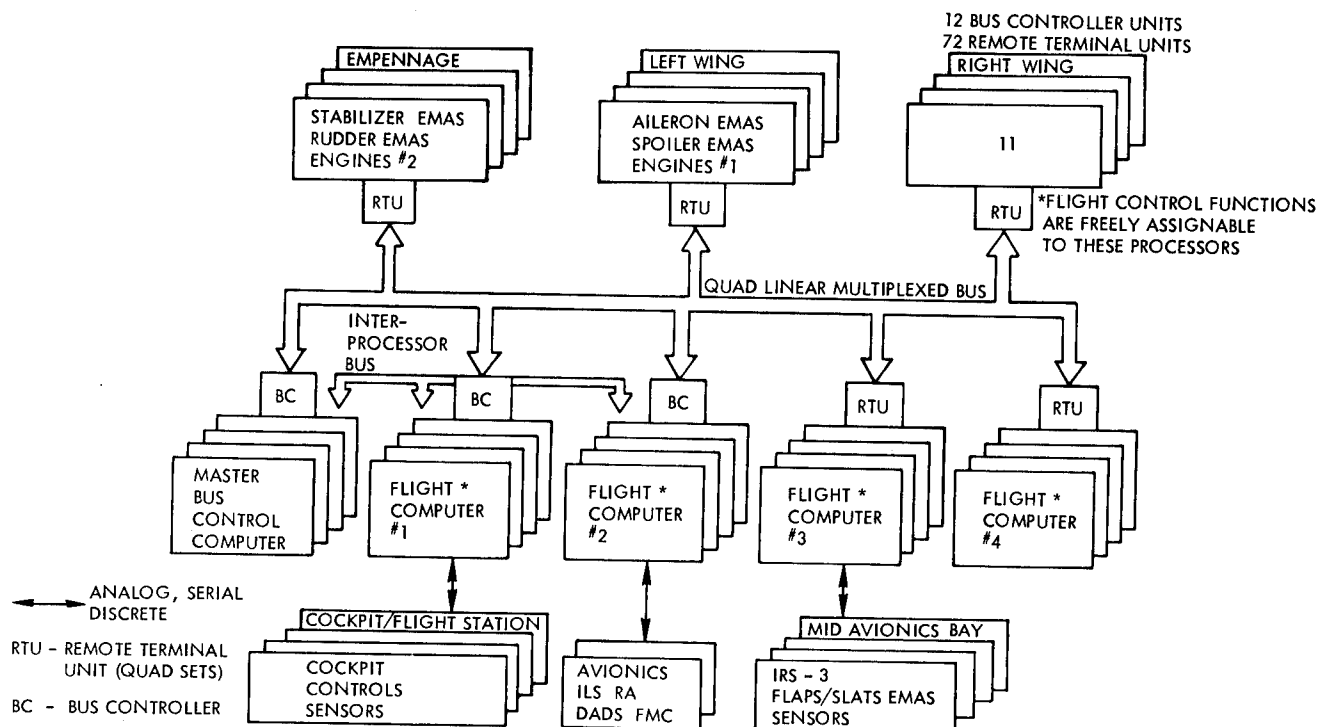 12 BUS CONTROLLER UNITS
72 REMOTE TERMINAL UNITS
EMPENNAGE
STABILIZER EMAS
RUDDER EMAS
ENGINES #2
RTU
LEFT WING
AILERON EMAS
SPOILER EMAS
ENGINES #1
RTU
RIGHT WING
11
RTU
*FLIGHT CONTROL FUNCTIONS
ARE FREELY ASSIGNABLE
TO THESE PROCESSORS
QUAD LINEAR MULTIPLEXED BUS
INTER-
PROCESSOR
BUS
BC
BC
BC
RTU
RTU
MASTER
BUS
CONTROL
COMPUTER
FLIGHT *
COMPUTER
#1
FLIGHT *
COMPUTER
#2
FLIGHT *
COMPUTER
#3
FLIGHT *
COMPUTER
#4
ANALOG, SERIAL
DISCRETE
RTU - REMOTE TERMINAL
UNIT (QUAD SETS)
BC - BUS CONTROLLER
COCKPIT/FLIGHT STATION
COCKPIT
CONTROLS
SENSORS
AVIONICS
ILS RA
DADS FMC
MID AVIONICS BAY
IRS - 3
FLAPS/SLATS EMAS
SENSORS